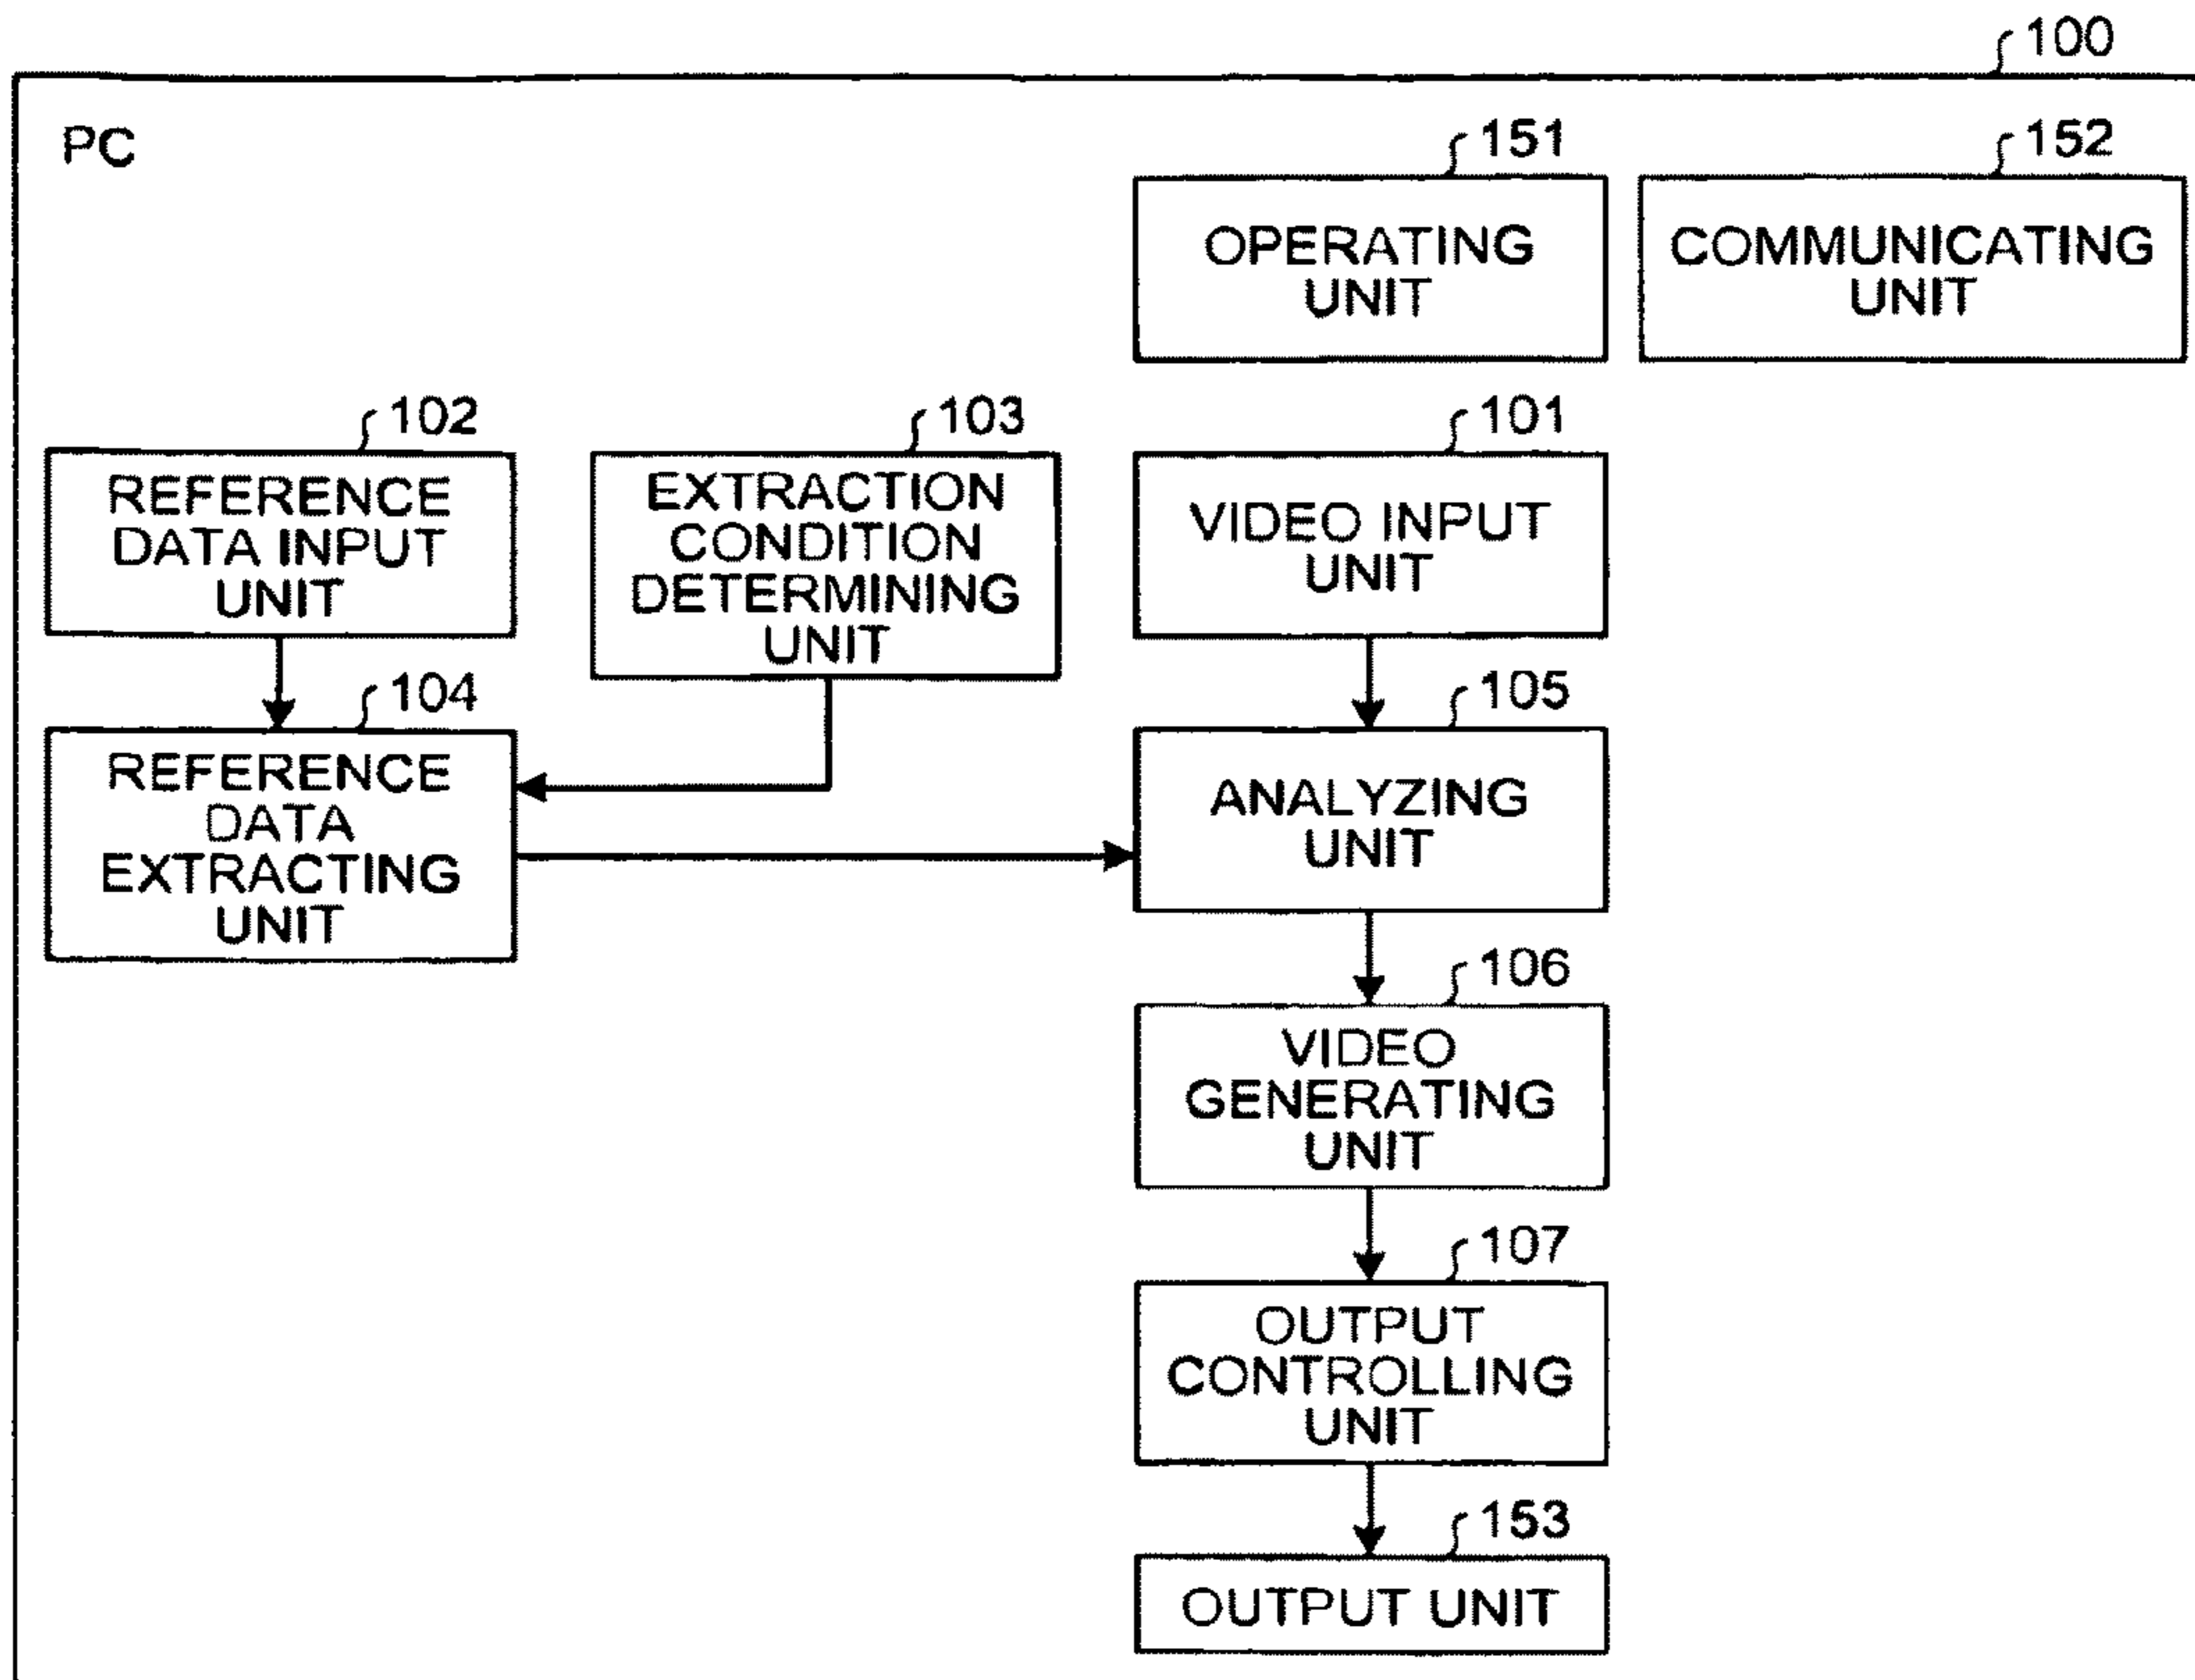 100
PC
151
OPERATING
UNIT
152
COMMUNICATING
UNIT
102
REFERENCE
DATA INPUT
UNIT
103
EXTRACTION
CONDITION
DETERMINING
UNIT
101
VIDEO INPUT
UNIT
104
REFERENCE
DATA
EXTRACTING
UNIT
105
ANALYZING
UNIT
106
VIDEO
GENERATING
UNIT
107
OUTPUT
CONTROLLING
UNIT
153
OUTPUT UNIT